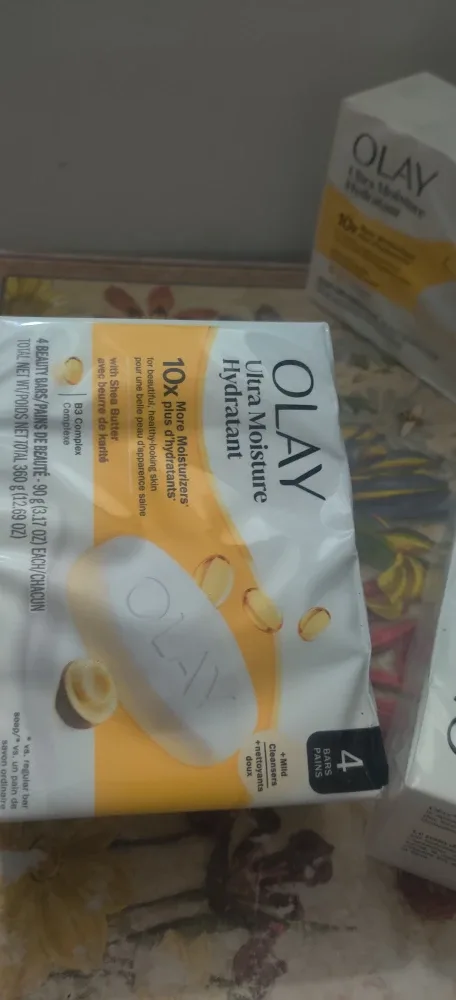 OLAY
Ultra Moisture
Hydratant
10x More Moisturizers*
plus d'hydratants*
for beautiful, healthy-looking skin
pour une belle peau d'apparence saine
with Shea Butter
avec beurre de karité
B3 Complex
Complexe
4 BEAUTY BARS/PAINS DE BEAUTÉ - 90 g (3.17 OZ) EACH/CHACUN
TOTAL NET WT/POIDS NET TOTAL 360 g (12.69 OZ)
OLAY
4
BARS
PAINS
+Mild
Cleansers
+nettoyants
doux
* vs. regular bar
soap/* vs. un pain de
savon ordinaire
OLAY
Ultra Moisture
Hydratant
10x